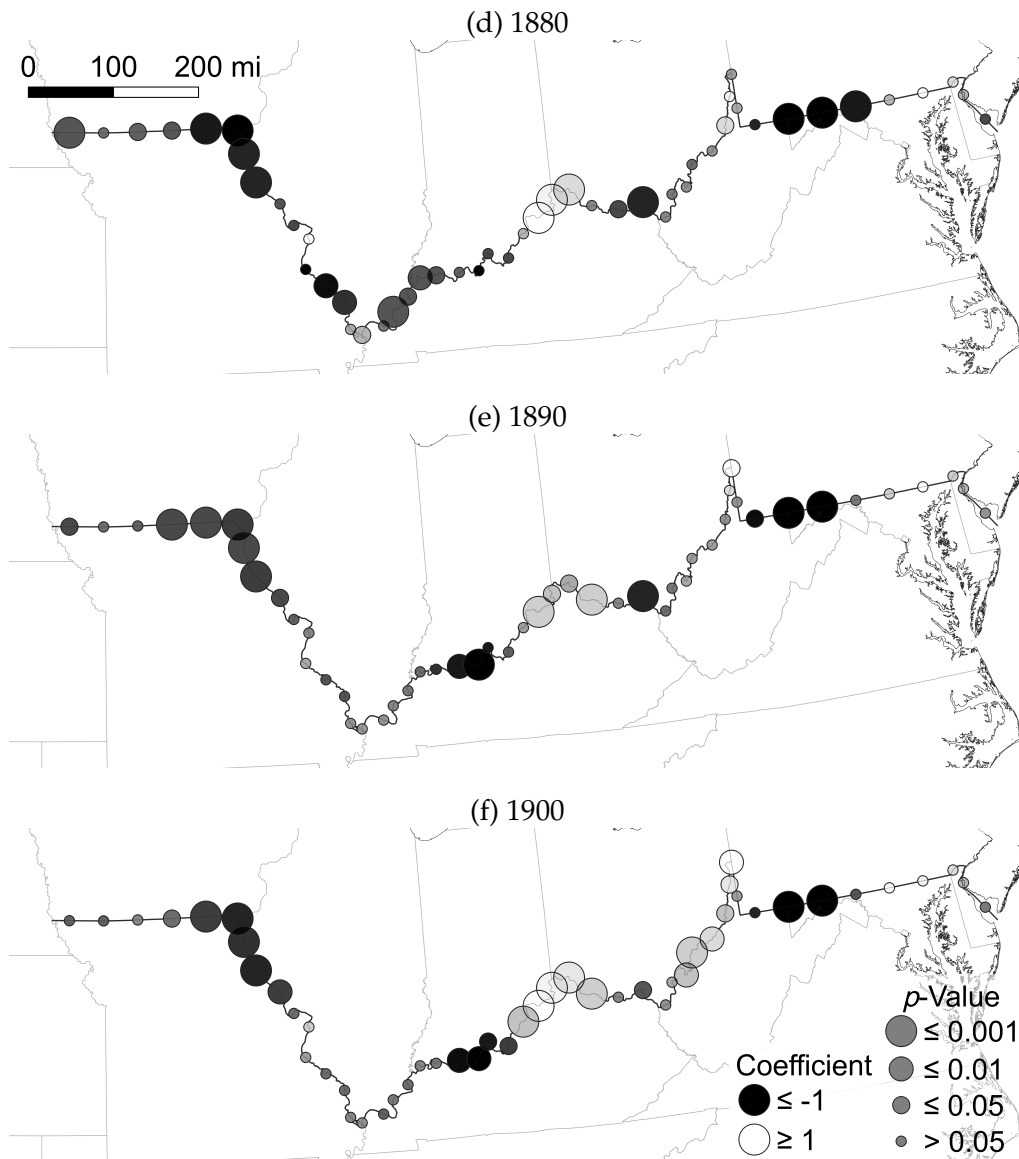 (d) 1880
0 100 200 mi
(e) 1890
(f) 1900
p-Value
≤ 0.001
≤ 0.01
≤ 0.05
> 0.05
Coefficient
≤ -1
≥ 1